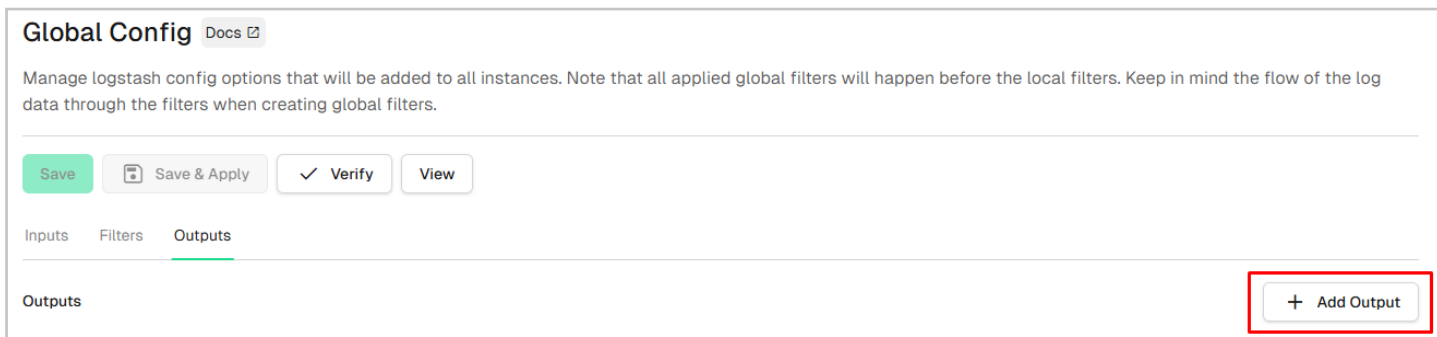 Global Config Docs
Manage logstash config options that will be added to all instances. Note that all applied global filters will happen before the local filters. Keep in mind the flow of the log
data through the filters when creating global filters.
Save Save & Apply Verify View
Inputs Filters Outputs
Outputs + Add Output